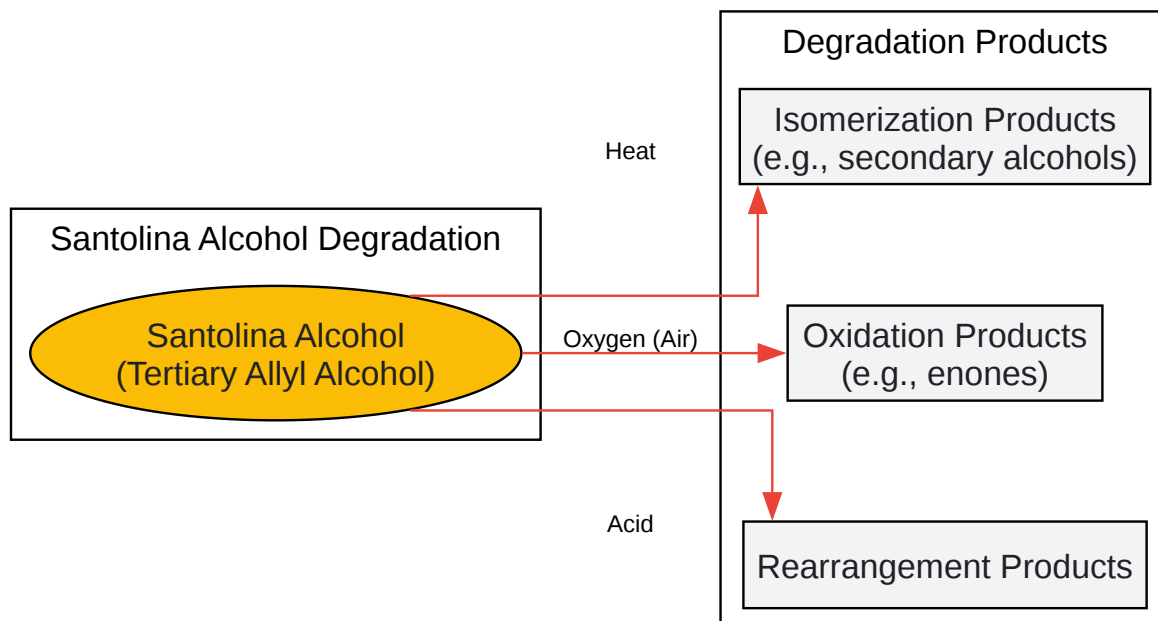 Degradation Products
Isomerization Products
(e.g., secondary alcohols)
Heat
Santolina Alcohol Degradation
Santolina Alcohol
(Tertiary Allyl Alcohol)
Oxygen (Air)
Oxidation Products
(e.g., enones)
Acid
Rearrangement Products